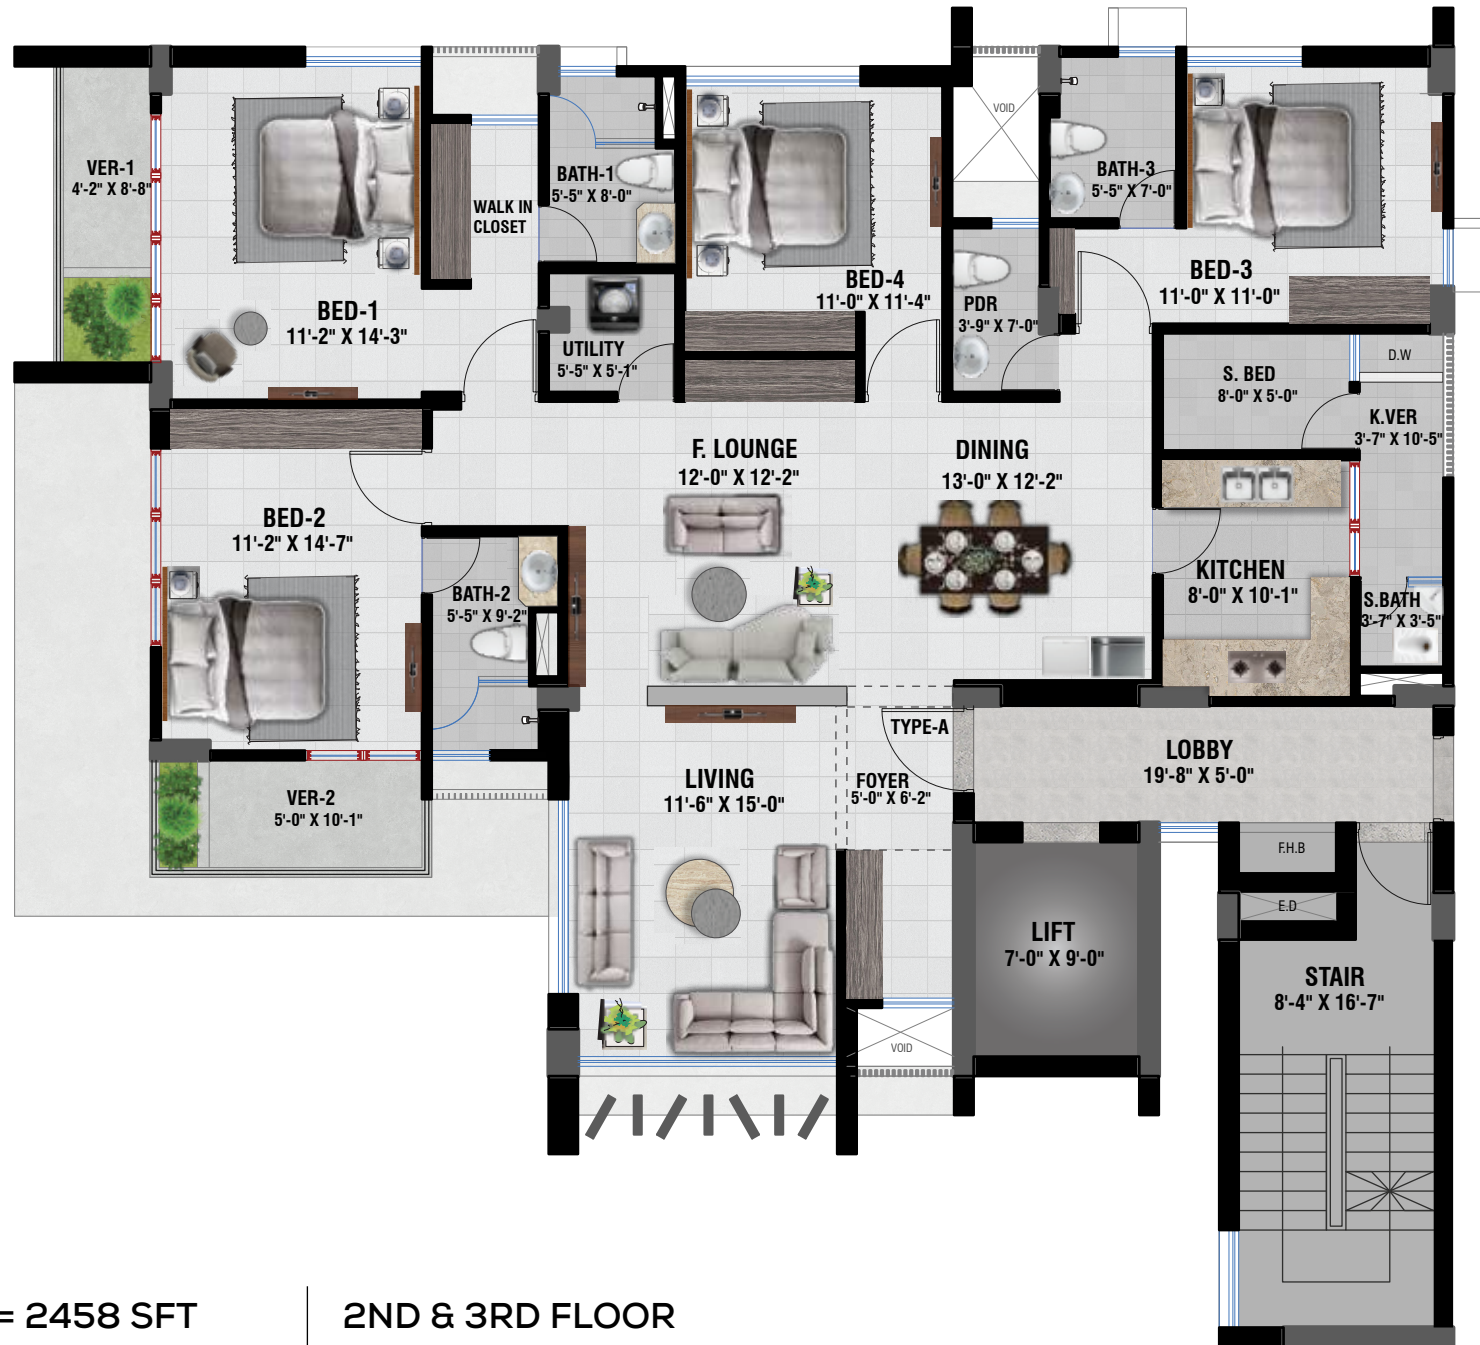 VER-1
4'-2" X 8'-8"
BED-1
11'-2" X 14'-3"
WALK IN
CLOSET
BATH-1
5'-5" X 8'-0"
UTILITY
5'-5" X 5'-1"
BED-4
11'-0" X 11'-4"
VOID
PDR
3'-9" X 7'-0"
BATH-3
5'-5" X 7'-0"
BED-3
11'-0" X 11'-0"
S. BED
8'-0" X 5'-0"
D.W
K.VER
3'-7" X 10'-5"
F. LOUNGE
12'-0" X 12'-2"
DINING
13'-0" X 12'-2"
BED-2
11'-2" X 14'-7"
BATH-2
5'-5" X 9'-2"
KITCHEN
8'-0" X 10'-1"
S.BATH
3'-7" X 3'-5"
TYPE-A
LOBBY
19'-8" X 5'-0"
LIVING
11'-6" X 15'-0"
FOYER
5'-0" X 6'-2"
VER-2
5'-0" X 10'-1"
F.H.B
E.D
LIFT
7'-0" X 9'-0"
STAIR
8'-4" X 16'-7"
VOID
= 2458 SFT
2ND & 3RD FLOOR